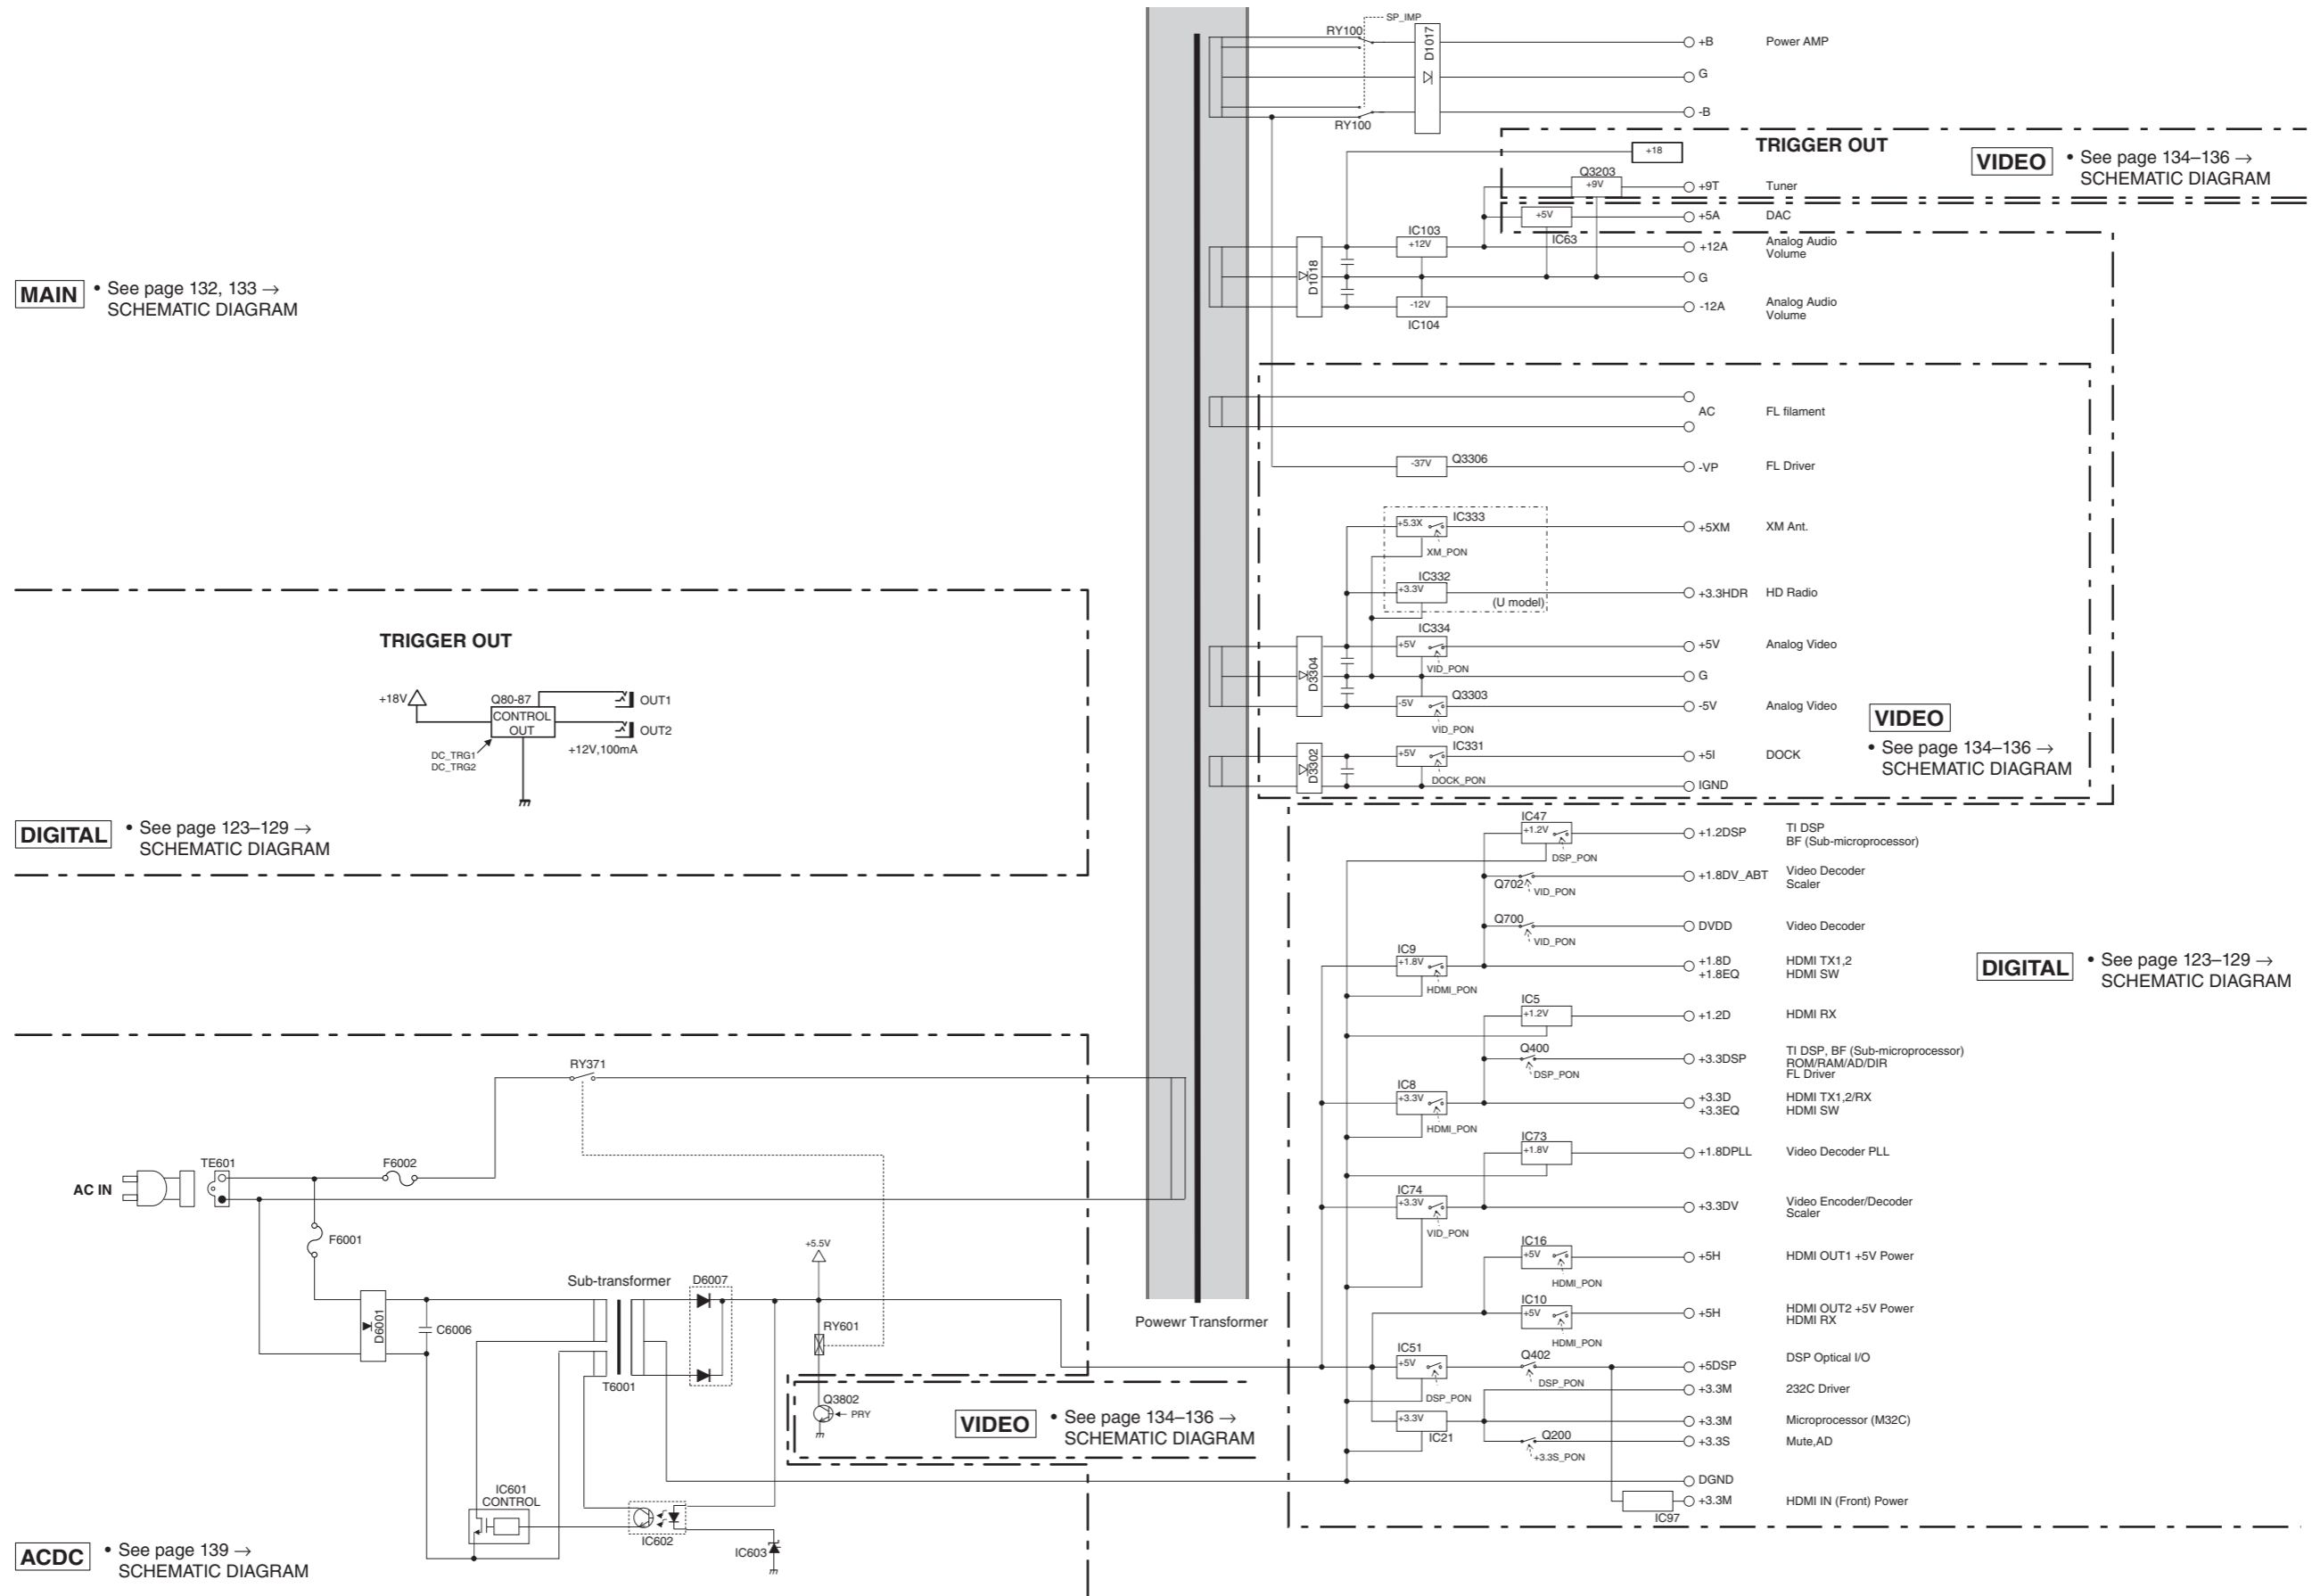 RY100
SP_IMP
D1017
+B Power AMP
G
-B
RY100
TRIGGER OUT
+18
VIDEO • See page 134–136 →
SCHEMATIC DIAGRAM
Q3203
+9V
+9T Tuner
+5V
+5A DAC
IC63
IC103
+12V
+12A Analog Audio
Volume
D1018
G
-12V
-12A Analog Audio
Volume
IC104
MAIN • See page 132, 133 →
SCHEMATIC DIAGRAM
AC FL filament
-37V Q3306
-VP FL Driver
IC333
+5.3X
+5XM XM Ant.
XM_PON
IC332
+3.3V
+3.3HDR HD Radio
(U model)
IC334
+5V
+5V Analog Video
VID_PON
D3304
G
Q3303
-5V
-5V Analog Video
VID_PON
VIDEO
• See page 134–136 →
SCHEMATIC DIAGRAM
IC331
+5V
+5I DOCK
D3302
DOCK_PON
IGND
TRIGGER OUT
+18V
Q80-87
CONTROL
OUT
OUT1
OUT2
+12V,100mA
DC_TRG1
DC_TRG2
DIGITAL • See page 123–129 →
SCHEMATIC DIAGRAM
IC47
+1.2V
+1.2DSP TI DSP
BF (Sub-microprocessor)
DSP_PON
+1.8DV_ABT Video Decoder
Scaler
Q702 VID_PON
Q700
DVDD Video Decoder
VID_PON
IC9
+1.8V
+1.8D HDMI TX1,2
+1.8EQ HDMI SW
HDMI_PON
DIGITAL • See page 123–129 →
SCHEMATIC DIAGRAM
IC5
+1.2V
+1.2D HDMI RX
Q400
+3.3DSP TI DSP, BF (Sub-microprocessor)
ROM/RAM/AD/DIR
FL Driver
DSP_PON
IC8
+3.3V
+3.3D HDMI TX1,2/RX
+3.3EQ HDMI SW
HDMI_PON
IC73
+1.8V
+1.8DPLL Video Decoder PLL
IC74
+3.3V
+3.3DV Video Encoder/Decoder
Scaler
VID_PON
IC16
+5V
+5H HDMI OUT1 +5V Power
HDMI_PON
IC10
+5V
+5H HDMI OUT2 +5V Power
HDMI RX
HDMI_PON
IC51
+5V
Q402
+5DSP DSP Optical I/O
DSP_PON
DSP_PON
+3.3M 232C Driver
+3.3V
+3.3M Microprocessor (M32C)
IC21
Q200
+3.3S Mute,AD
+3.3S_PON
DGND
+3.3M HDMI IN (Front) Power
IC97
RY371
AC IN
TE601
F6002
F6001
D6001
C6006
Sub-transformer
T6001
D6007
+5.5V
RY601
Q3802
PRY
VIDEO • See page 134–136 →
SCHEMATIC DIAGRAM
Powewr Transformer
IC601
CONTROL
IC602
IC603
ACDC • See page 139 →
SCHEMATIC DIAGRAM